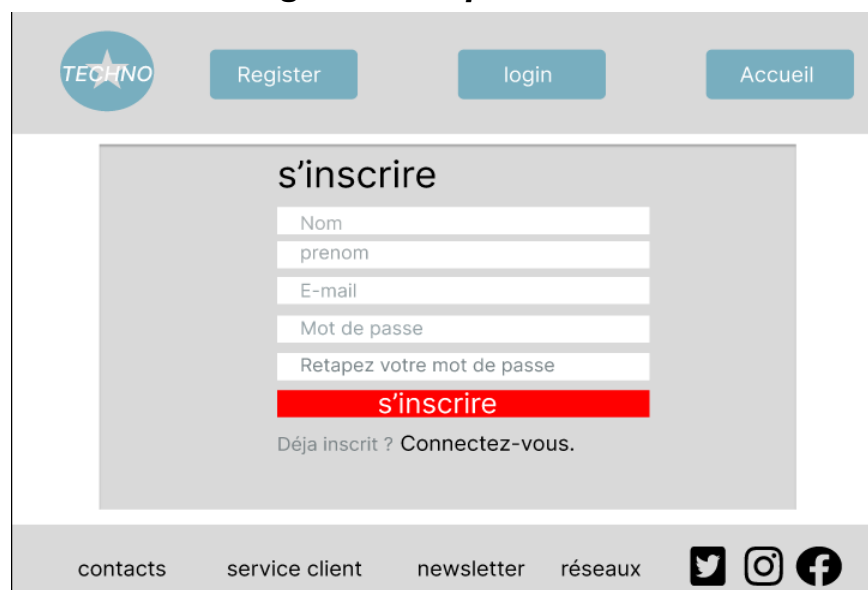 TECHNO Register login Accueil
s’inscrire
Nom
prenom
E-mail
Mot de passe
Retapez votre mot de passe
s’inscrire
Déja inscrit ? Connectez-vous.
contacts service client newsletter réseaux